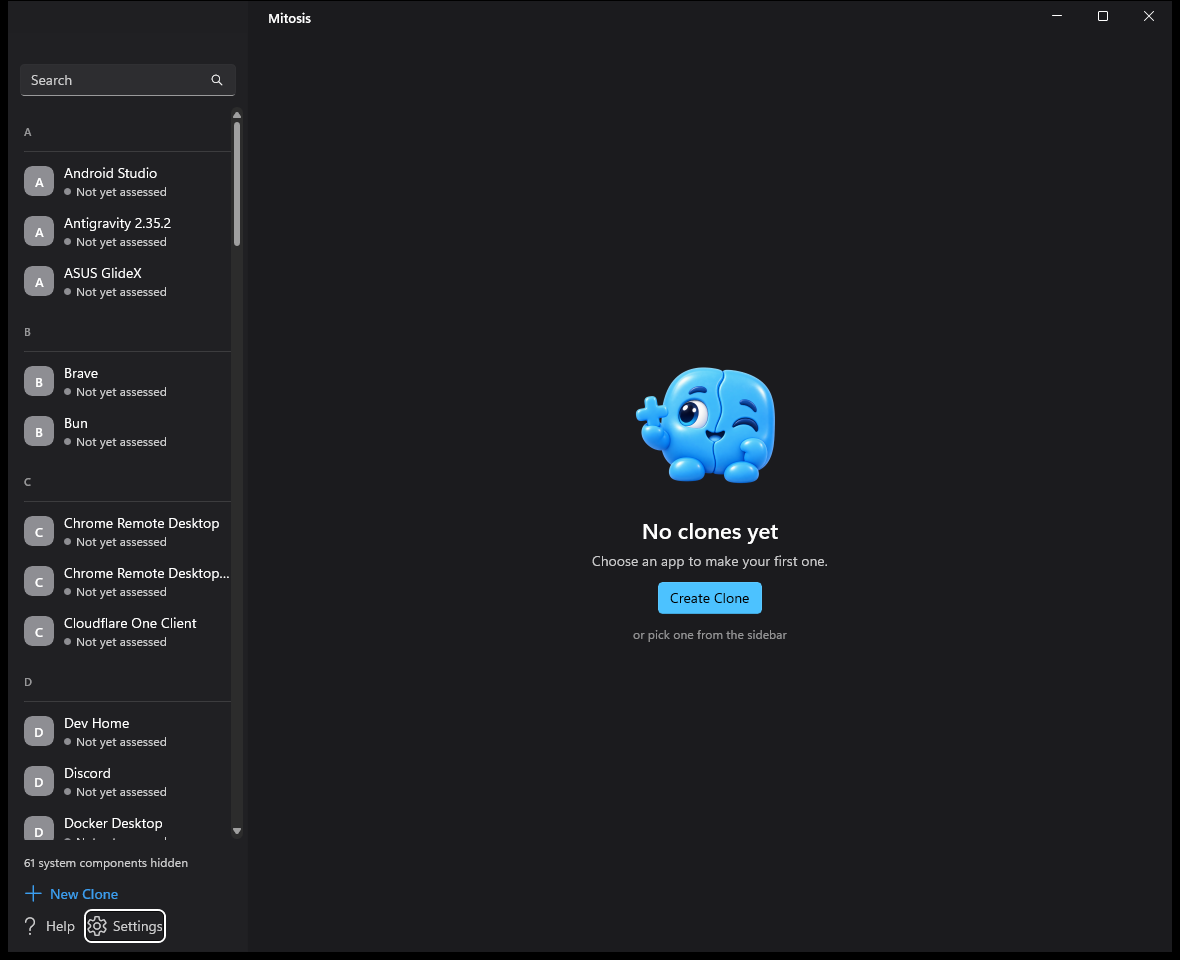 Mitosis
Search
A
A
Android Studio
Not yet assessed
A
Antigravity 2.35.2
Not yet assessed
A
ASUS GlideX
Not yet assessed
B
B
Brave
Not yet assessed
B
Bun
Not yet assessed
C
C
Chrome Remote Desktop
Not yet assessed
C
Chrome Remote Desktop...
Not yet assessed
C
Cloudflare One Client
Not yet assessed
D
D
Dev Home
Not yet assessed
D
Discord
Not yet assessed
D
Docker Desktop
61 system components hidden
New Clone
? Help
Settings
No clones yet
Choose an app to make your first one.
Create Clone
or pick one from the sidebar